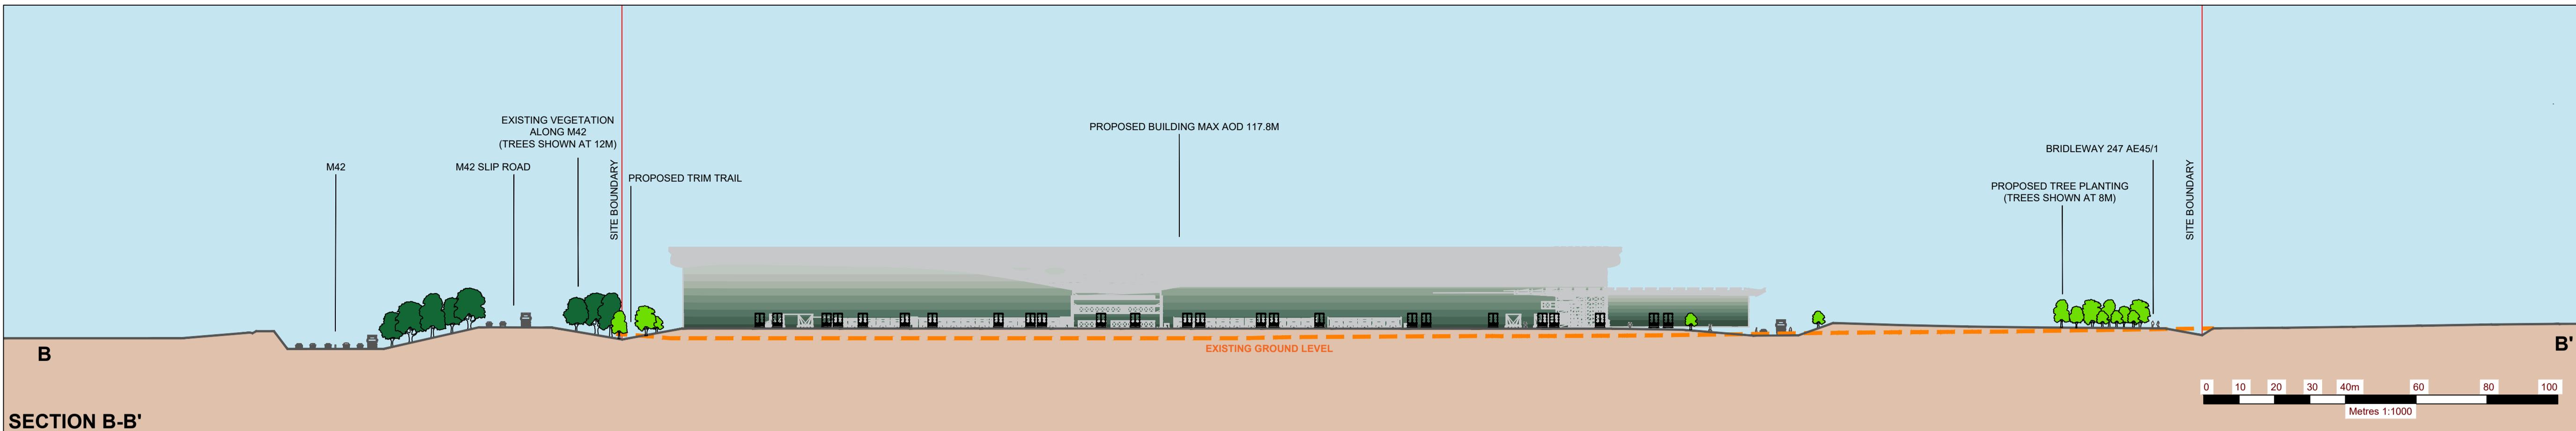 EXISTING VEGETATION
ALONG M42
(TREES SHOWN AT 12M)
M42
M42 SLIP ROAD
SITE BOUNDARY
PROPOSED TRIM TRAIL
PROPOSED BUILDING MAX AOD 117.8M
BRIDLEWAY 247 AE45/1
PROPOSED TREE PLANTING
(TREES SHOWN AT 8M)
SITE BOUNDARY
EXISTING GROUND LEVEL
B
B'
0 10 20 30 40m 60 80 100
Metres 1:1000
SECTION B-B'